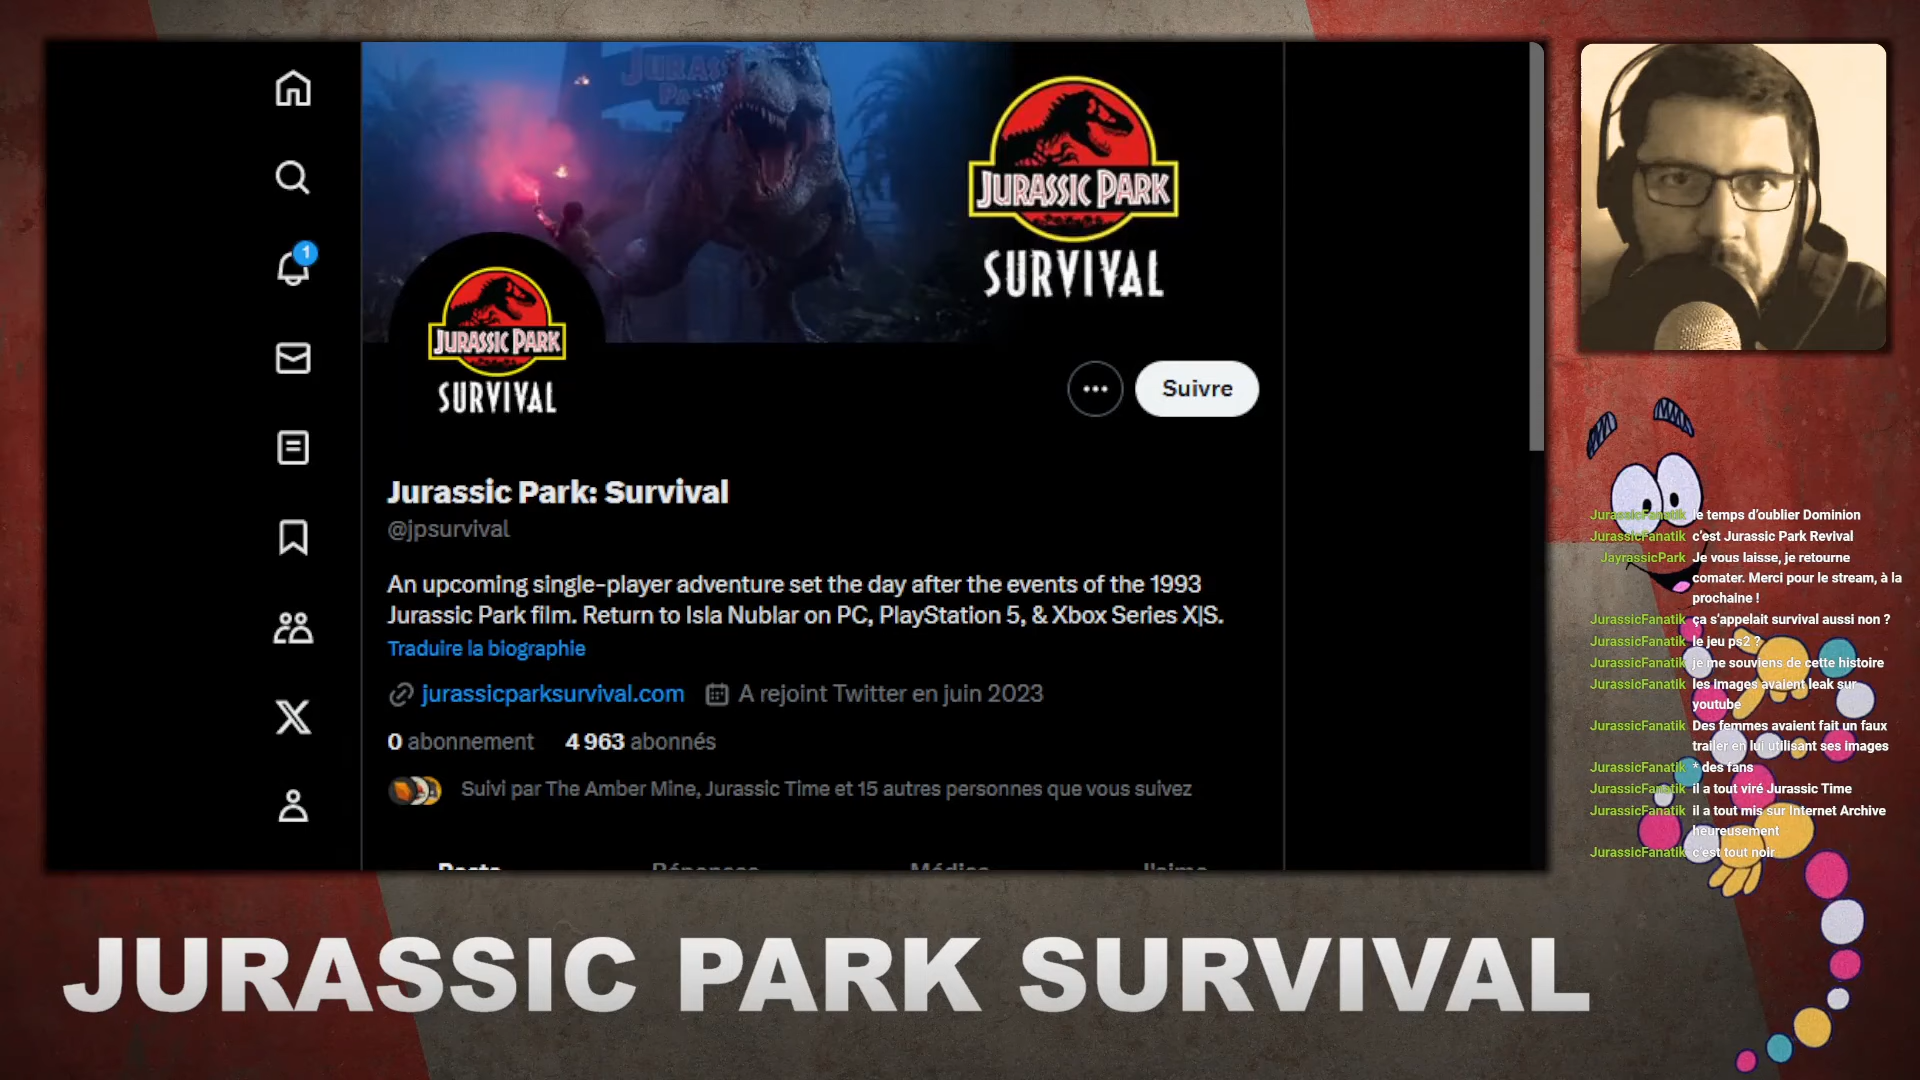 JURASSIC PARK
SURVIVAL
JURASSIC PARK
SURVIVAL
1
Suivre
Jurassic Park: Survival
@jpsurvival
An upcoming single-player adventure set the day after the events of the 1993
Jurassic Park film. Return to Isla Nublar on PC, PlayStation 5, & Xbox Series X|S.
Traduire la biographie
jurassicparksurvival.com A rejoint Twitter en juin 2023
0 abonnement 4 963 abonnés
Suivi par The Amber Mine, Jurassic Time et 15 autres personnes que vous suivez
Posts Réponses Médias J'aime
JurassicFanatik le temps d'oublier Dominion
JurassicFanatik c'est Jurassic Park Revival
JayrassicPark Je vous laisse, je retourne
comater. Merci pour le stream, à la
prochaine !
JurassicFanatik ça s'appelait survival aussi non ?
JurassicFanatik le jeu ps2 ?
JurassicFanatik je me souviens de cette histoire
JurassicFanatik les images avaient leak sur
youtube
JurassicFanatik Des femmes avaient fait un faux
trailer en lui utilisant ses images
JurassicFanatik * des fans
JurassicFanatik il a tout viré Jurassic Time
JurassicFanatik il a tout mis sur Internet Archive
heureusement
JurassicFanatik c'est tout noir
JURASSIC PARK SURVIVAL